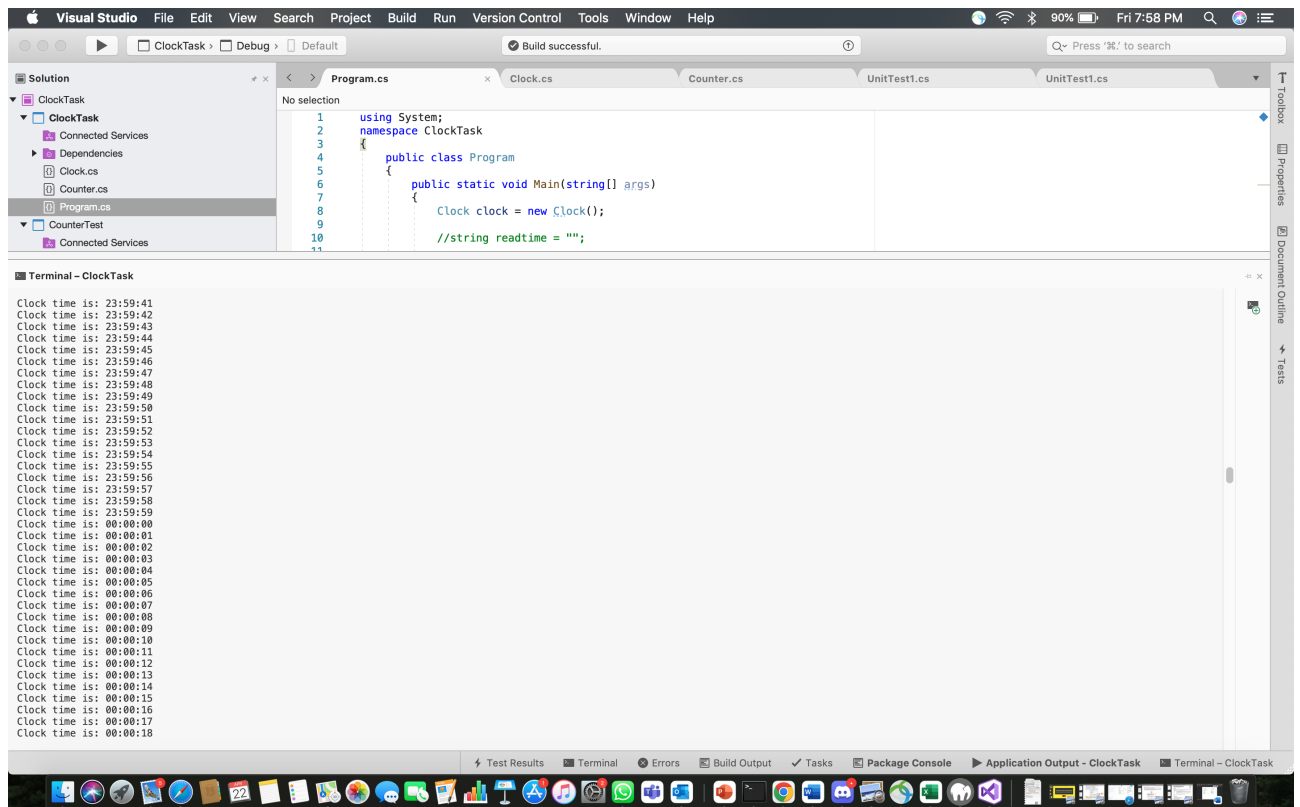 Visual Studio File Edit View Search Project Build Run Version Control Tools Window Help 90% Fri 7:58 PM
ClockTask › Debug › Default Build successful. Press '⌘.' to search
Solution
Program.cs Clock.cs Counter.cs UnitTest1.cs UnitTest1.cs
No selection
ClockTask
ClockTask
Connected Services
Dependencies
Clock.cs
Counter.cs
Program.cs
CounterTest
Connected Services
1 using System;
2 namespace ClockTask
3 {
4 public class Program
5 {
6 public static void Main(string[] args)
7 {
8 Clock clock = new Clock();
9
10 //string readtime = "";
11
Toolbox
Properties
Document Outline
Tests
Terminal – ClockTask
Clock time is: 23:59:41
Clock time is: 23:59:42
Clock time is: 23:59:43
Clock time is: 23:59:44
Clock time is: 23:59:45
Clock time is: 23:59:46
Clock time is: 23:59:47
Clock time is: 23:59:48
Clock time is: 23:59:49
Clock time is: 23:59:50
Clock time is: 23:59:51
Clock time is: 23:59:52
Clock time is: 23:59:53
Clock time is: 23:59:54
Clock time is: 23:59:55
Clock time is: 23:59:56
Clock time is: 23:59:57
Clock time is: 23:59:58
Clock time is: 23:59:59
Clock time is: 00:00:00
Clock time is: 00:00:01
Clock time is: 00:00:02
Clock time is: 00:00:03
Clock time is: 00:00:04
Clock time is: 00:00:05
Clock time is: 00:00:06
Clock time is: 00:00:07
Clock time is: 00:00:08
Clock time is: 00:00:09
Clock time is: 00:00:10
Clock time is: 00:00:11
Clock time is: 00:00:12
Clock time is: 00:00:13
Clock time is: 00:00:14
Clock time is: 00:00:15
Clock time is: 00:00:16
Clock time is: 00:00:17
Clock time is: 00:00:18
Test Results Terminal Errors Build Output Tasks Package Console Application Output - ClockTask Terminal – ClockTask
22